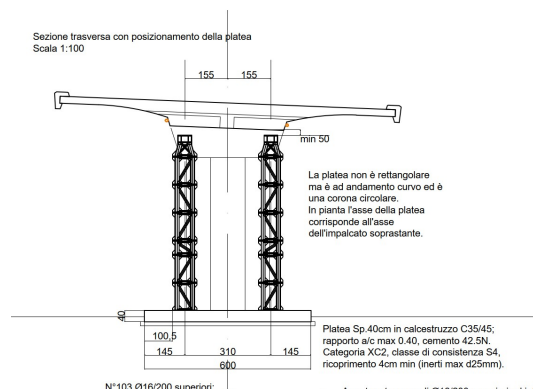 Sezione trasversa con posizionamento della platea
Scala 1:100
155 155
min 50
La platea non è rettangolare
ma è ad andamento curvo ed è
una corona circolare.
In pianta l'asse della platea
corrisponde all'asse
dell'impalcato soprastante.
40
100,5
145 310 145
600
Platea Sp.40cm in calcestruzzo C35/45;
rapporto a/c max 0.40, cemento 42.5N.
Categoria XC2, classe di consistenza S4,
ricoprimento 4cm min (inerti max d25mm).
N°103 Ø16/200 superiori;